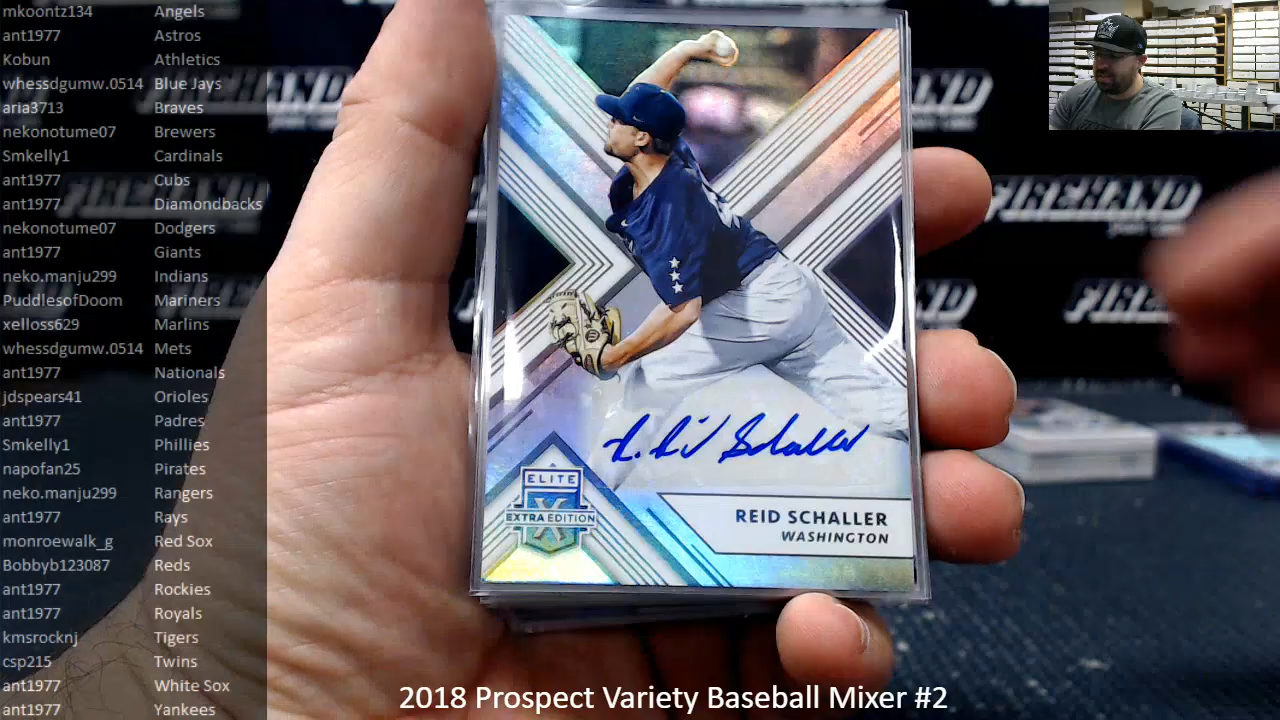 mkoontz134 Angels
ant1977 Astros
Kobun Athletics
whessdgumw.0514 Blue Jays
aria3713 Braves
nekonotume07 Brewers
Smkelly1 Cardinals
ant1977 Cubs
ant1977 Diamondbacks
nekonotume07 Dodgers
ant1977 Giants
neko.manju299 Indians
PuddlesofDoom Mariners
xelloss629 Marlins
whessdgumw.0514 Mets
ant1977 Nationals
jdspears41 Orioles
ant1977 Padres
Smkelly1 Phillies
napofan25 Pirates
neko.manju299 Rangers
ant1977 Rays
monroewalk_g Red Sox
Bobbyb123087 Reds
ant1977 Rockies
ant1977 Royals
kmsrocknj Tigers
csp215 Twins
ant1977 White Sox
ant1977 Yankees
FIREHAND
R. Reid Schaller
ELITE
X
EXTRA EDITION
REID SCHALLER
WASHINGTON
2018 Prospect Variety Baseball Mixer #2